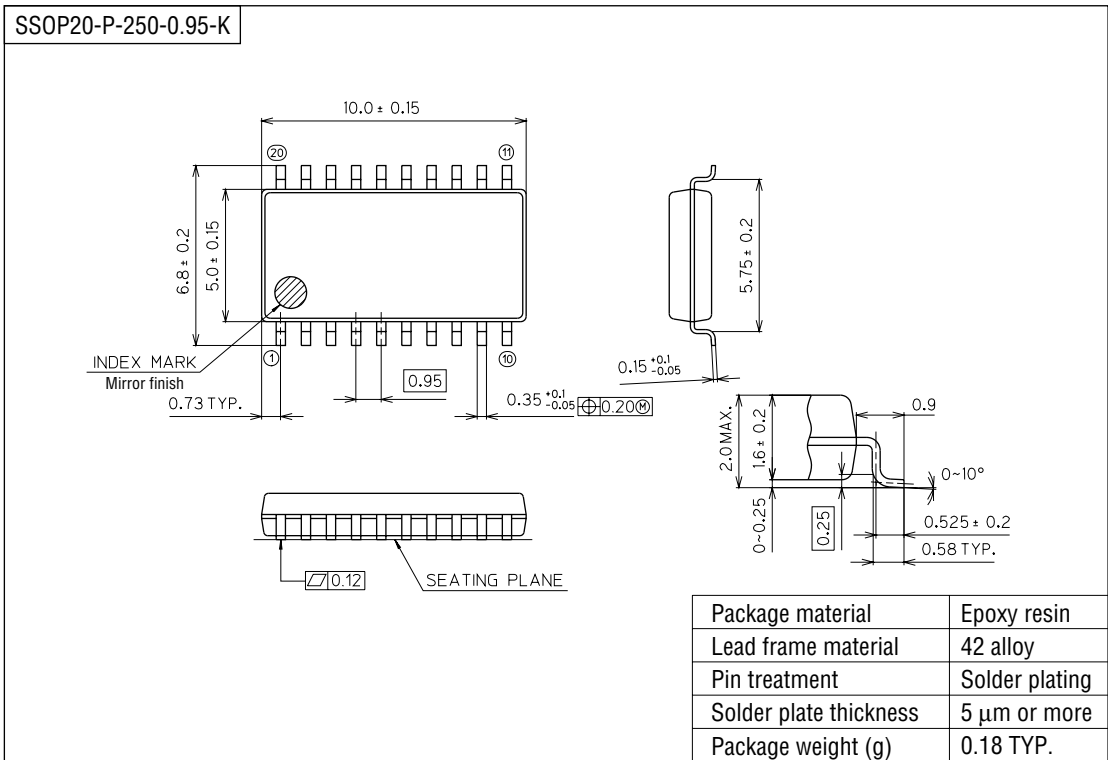 SSOP20-P-250-0.95-K
10.0 ± 0.15
20
11
6.8 ± 0.2
5.0 ± 0.15
5.75 ± 0.2
INDEX MARK
Mirror finish
1
10
0.95
0.73 TYP.
0.35 +0.1 -0.05
⌖ 0.20 Ⓜ
0.15 +0.1 -0.05
2.0 MAX.
1.6 ± 0.2
0.9
0~10°
0~0.25
0.25
0.525 ± 0.2
0.58 TYP.
⏥ 0.12
SEATING PLANE
Package material Epoxy resin
Lead frame material 42 alloy
Pin treatment Solder plating
Solder plate thickness 5 μm or more
Package weight (g) 0.18 TYP.